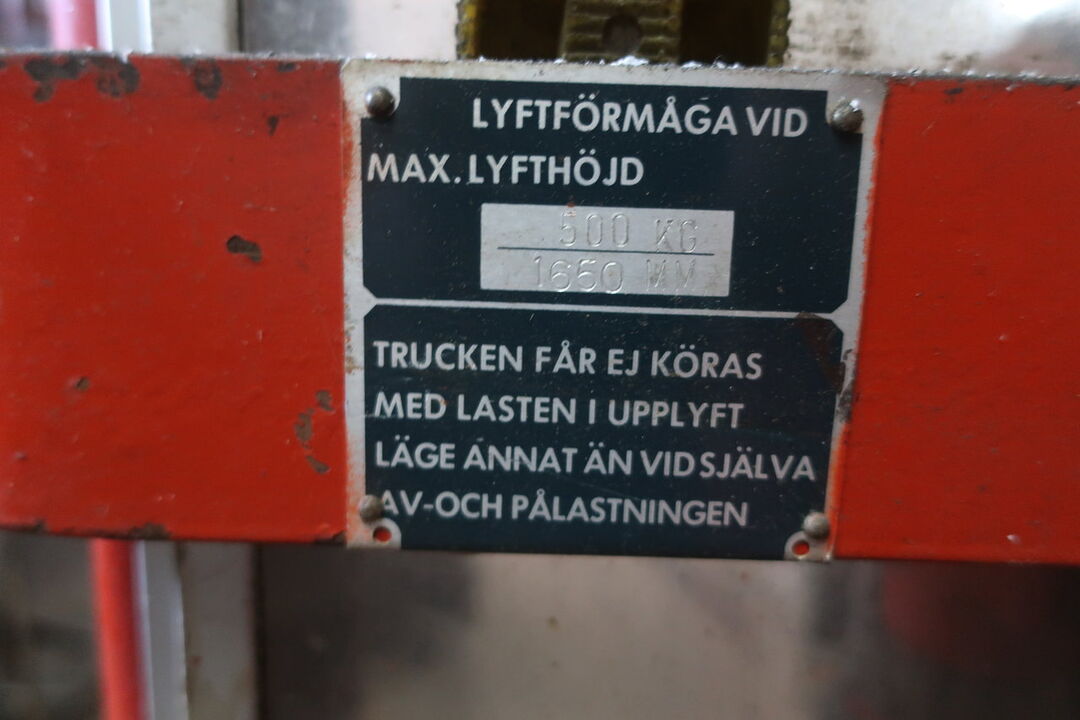 LYFTFÖRMÅGA VID
MAX. LYFTHÖJD
500 KG
1650 MM
TRUCKEN FÅR EJ KÖRAS
MED LASTEN I UPPLYFT
LÄGE ANNAT ÄN VID SJÄLVA
AV-OCH PÅLASTNINGEN